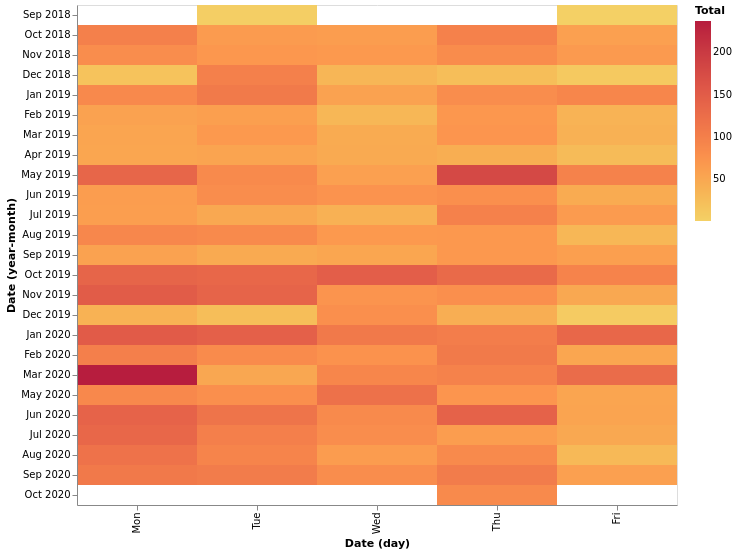 Total
200
150
100
50
Date (year-month)
Sep 2018
Oct 2018
Nov 2018
Dec 2018
Jan 2019
Feb 2019
Mar 2019
Apr 2019
May 2019
Jun 2019
Jul 2019
Aug 2019
Sep 2019
Oct 2019
Nov 2019
Dec 2019
Jan 2020
Feb 2020
Mar 2020
May 2020
Jun 2020
Jul 2020
Aug 2020
Sep 2020
Oct 2020
Mon
Tue
Wed
Thu
Fri
Date (day)